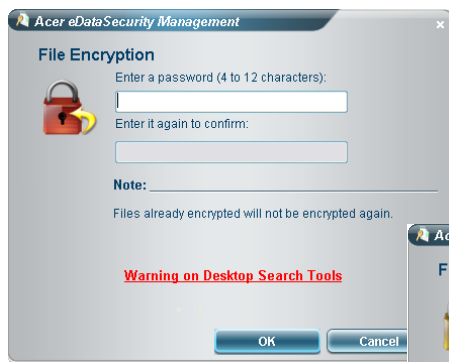 Acer eDataSecurity Management
File Encryption
Enter a password (4 to 12 characters):
Enter it again to confirm:
Note:
Files already encrypted will not be encrypted again.
Warning on Desktop Search Tools
OK
Cancel